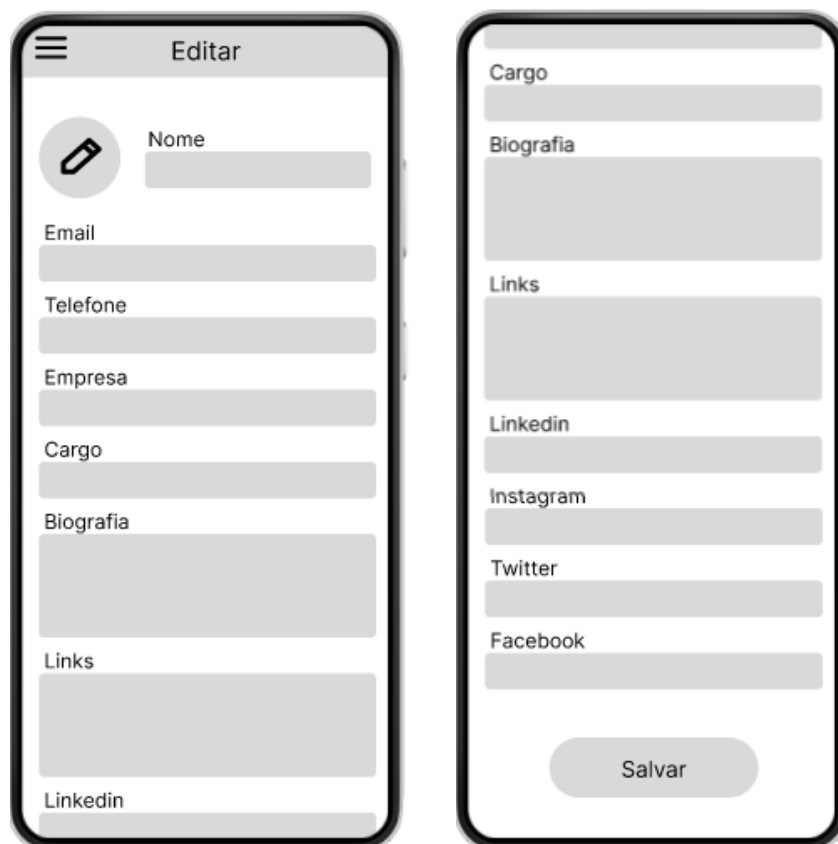 Editar
Nome
Email
Telefone
Empresa
Cargo
Biografia
Links
Linkedin
Cargo
Biografia
Links
Linkedin
Instagram
Twitter
Facebook
Salvar